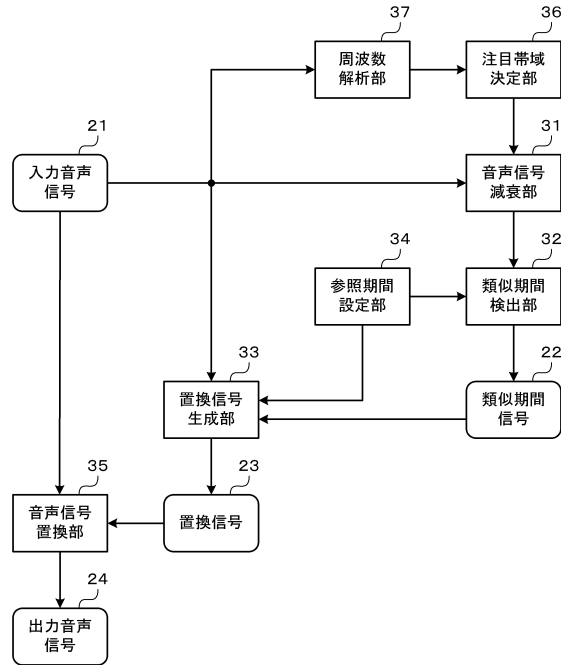 37
周波数
解析部
36
注目帯域
決定部
21
入力音声
信号
31
音声信号
減衰部
34
参照期間
設定部
32
類似期間
検出部
33
置換信号
生成部
22
類似期間
信号
35
音声信号
置換部
23
置換信号
24
出力音声
信号